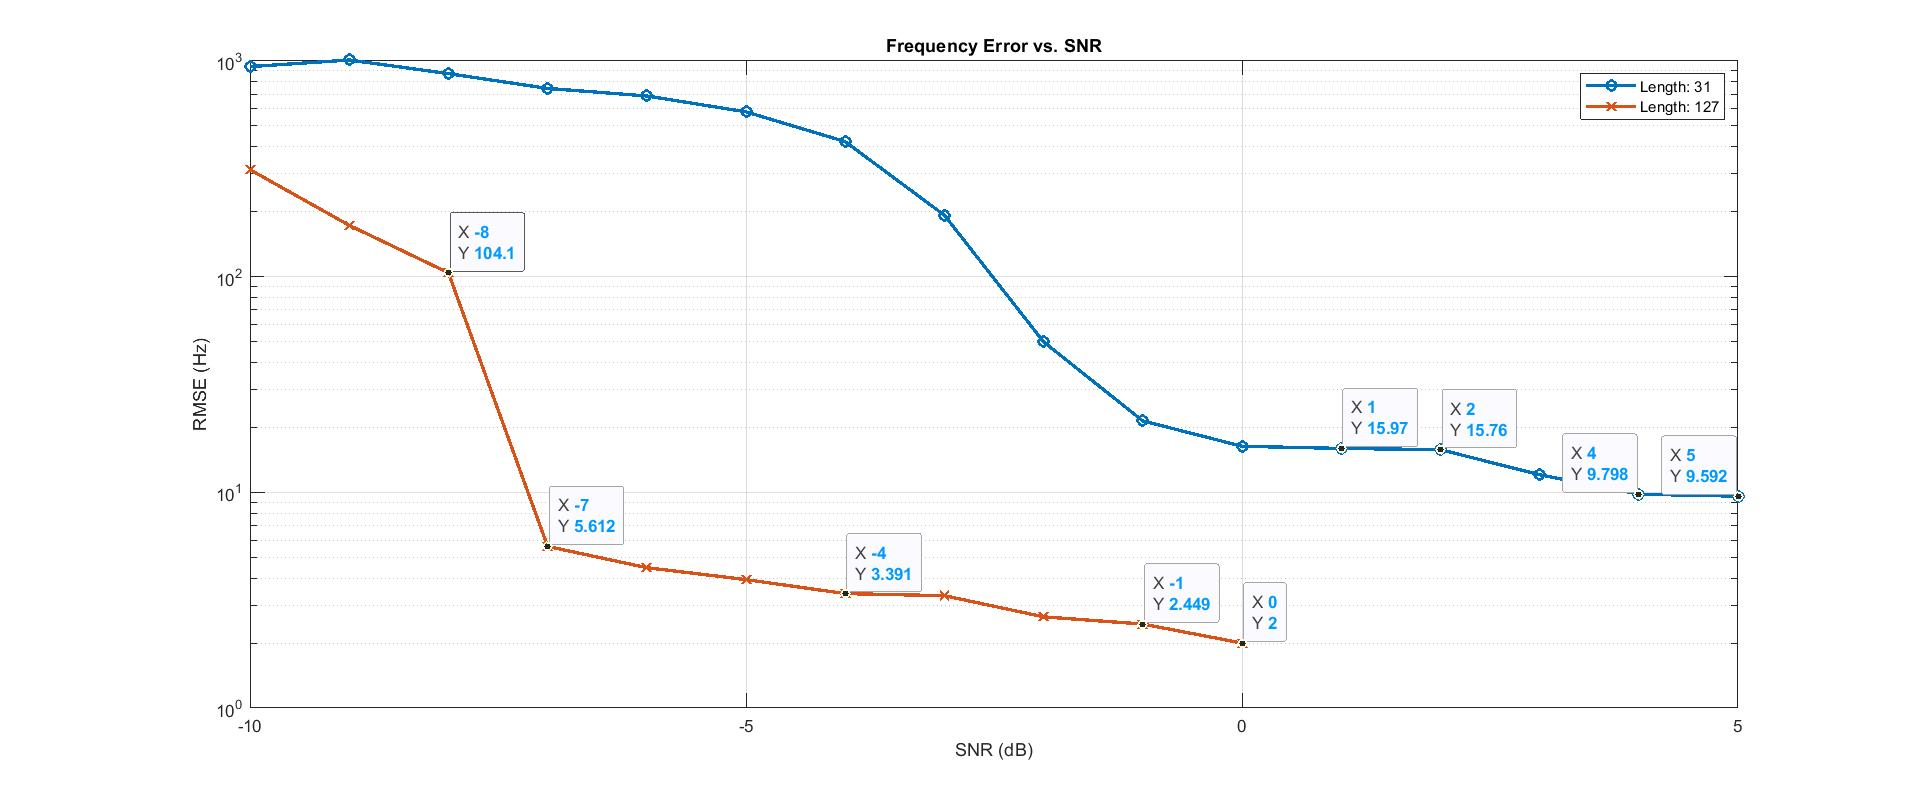 Frequency Error vs. SNR
10^3
Length: 31
Length: 127
X -8
Y 104.1
10^2
RMSE (Hz)
X 1
Y 15.97
X 2
Y 15.76
X 4
Y 9.798
X 5
Y 9.592
10^1
X -7
Y 5.612
X -4
Y 3.391
X -1
Y 2.449
X 0
Y 2
10^0
-10 -5 0 5
SNR (dB)